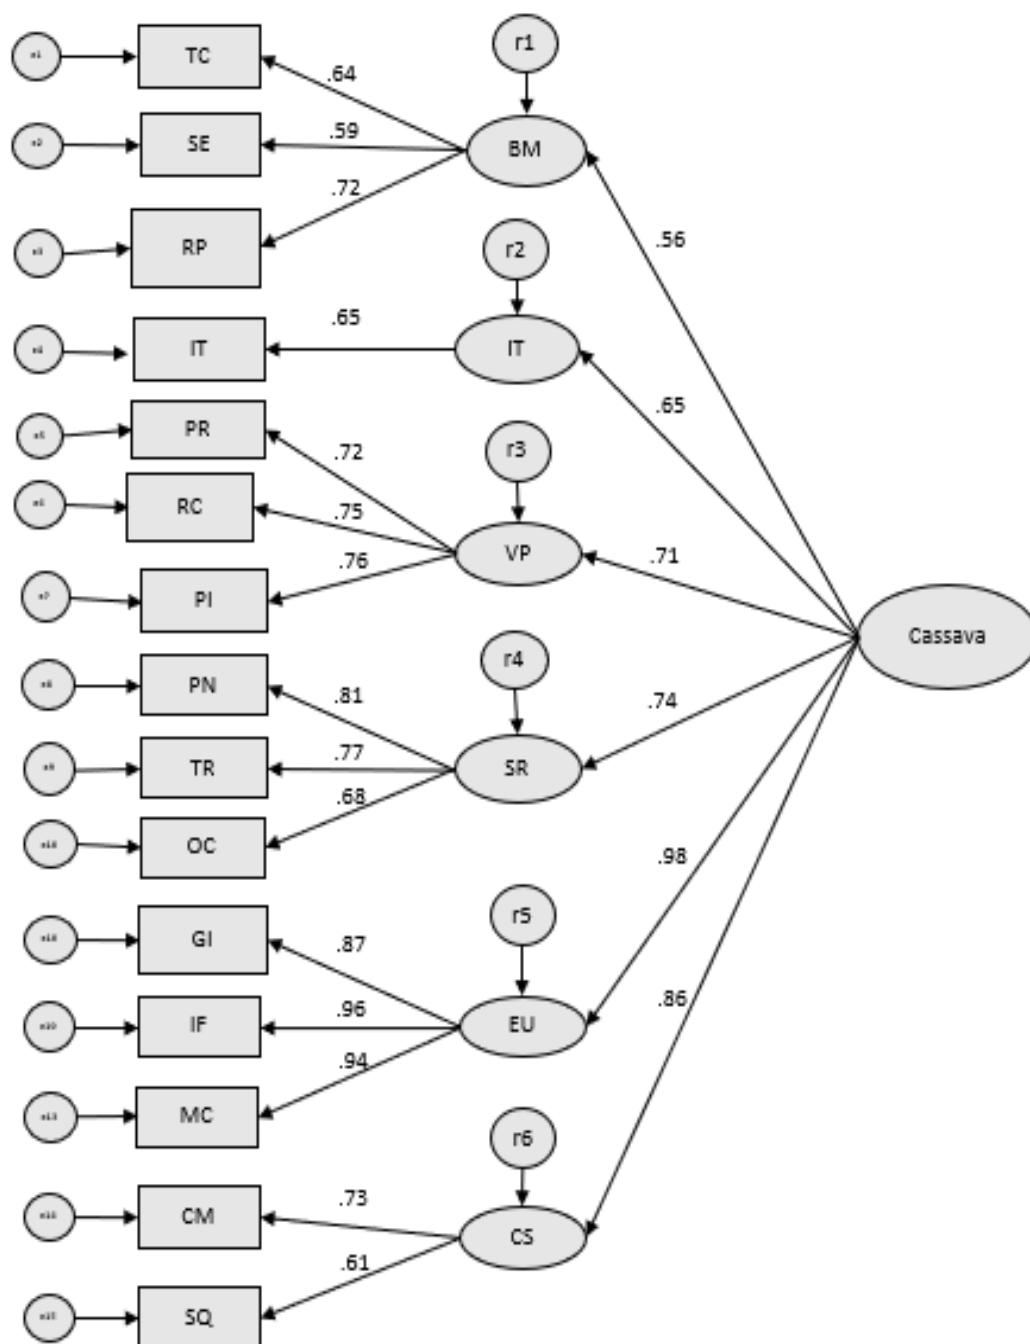 r1
TC
.64
SE
.59
BM
.72
RP
.56
r2
IT
.65
IT
.65
PR
.72
r3
RC
.75
VP
.71
.76
PI
Cassava
r4
PN
.81
.74
TR
.77
SR
.68
OC
.98
r5
GI
.87
IF
.96
EU
.86
.94
MC
r6
CM
.73
CS
.61
SQ